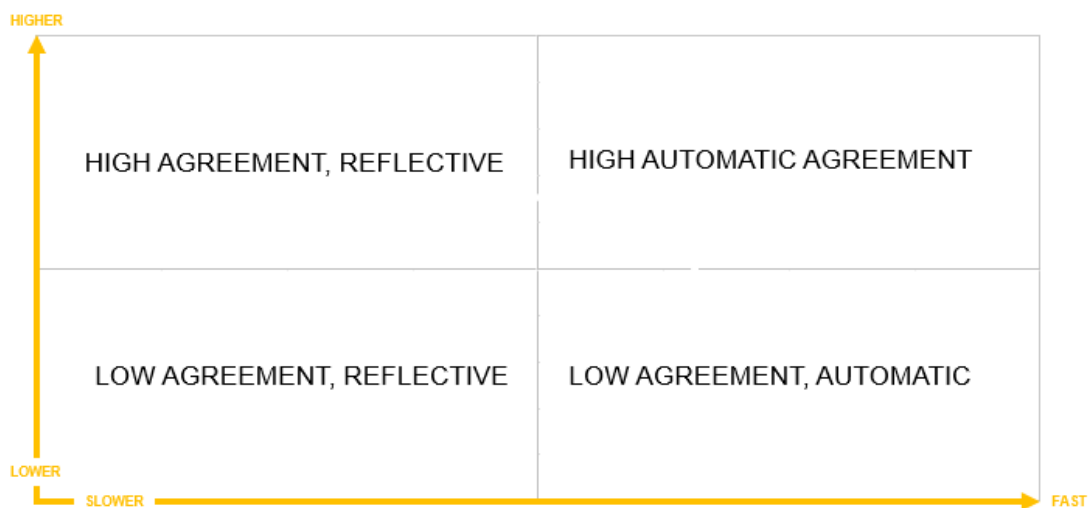 HIGHER
HIGH AGREEMENT, REFLECTIVE
HIGH AUTOMATIC AGREEMENT
LOW AGREEMENT, REFLECTIVE
LOW AGREEMENT, AUTOMATIC
LOWER
SLOWER
FAST